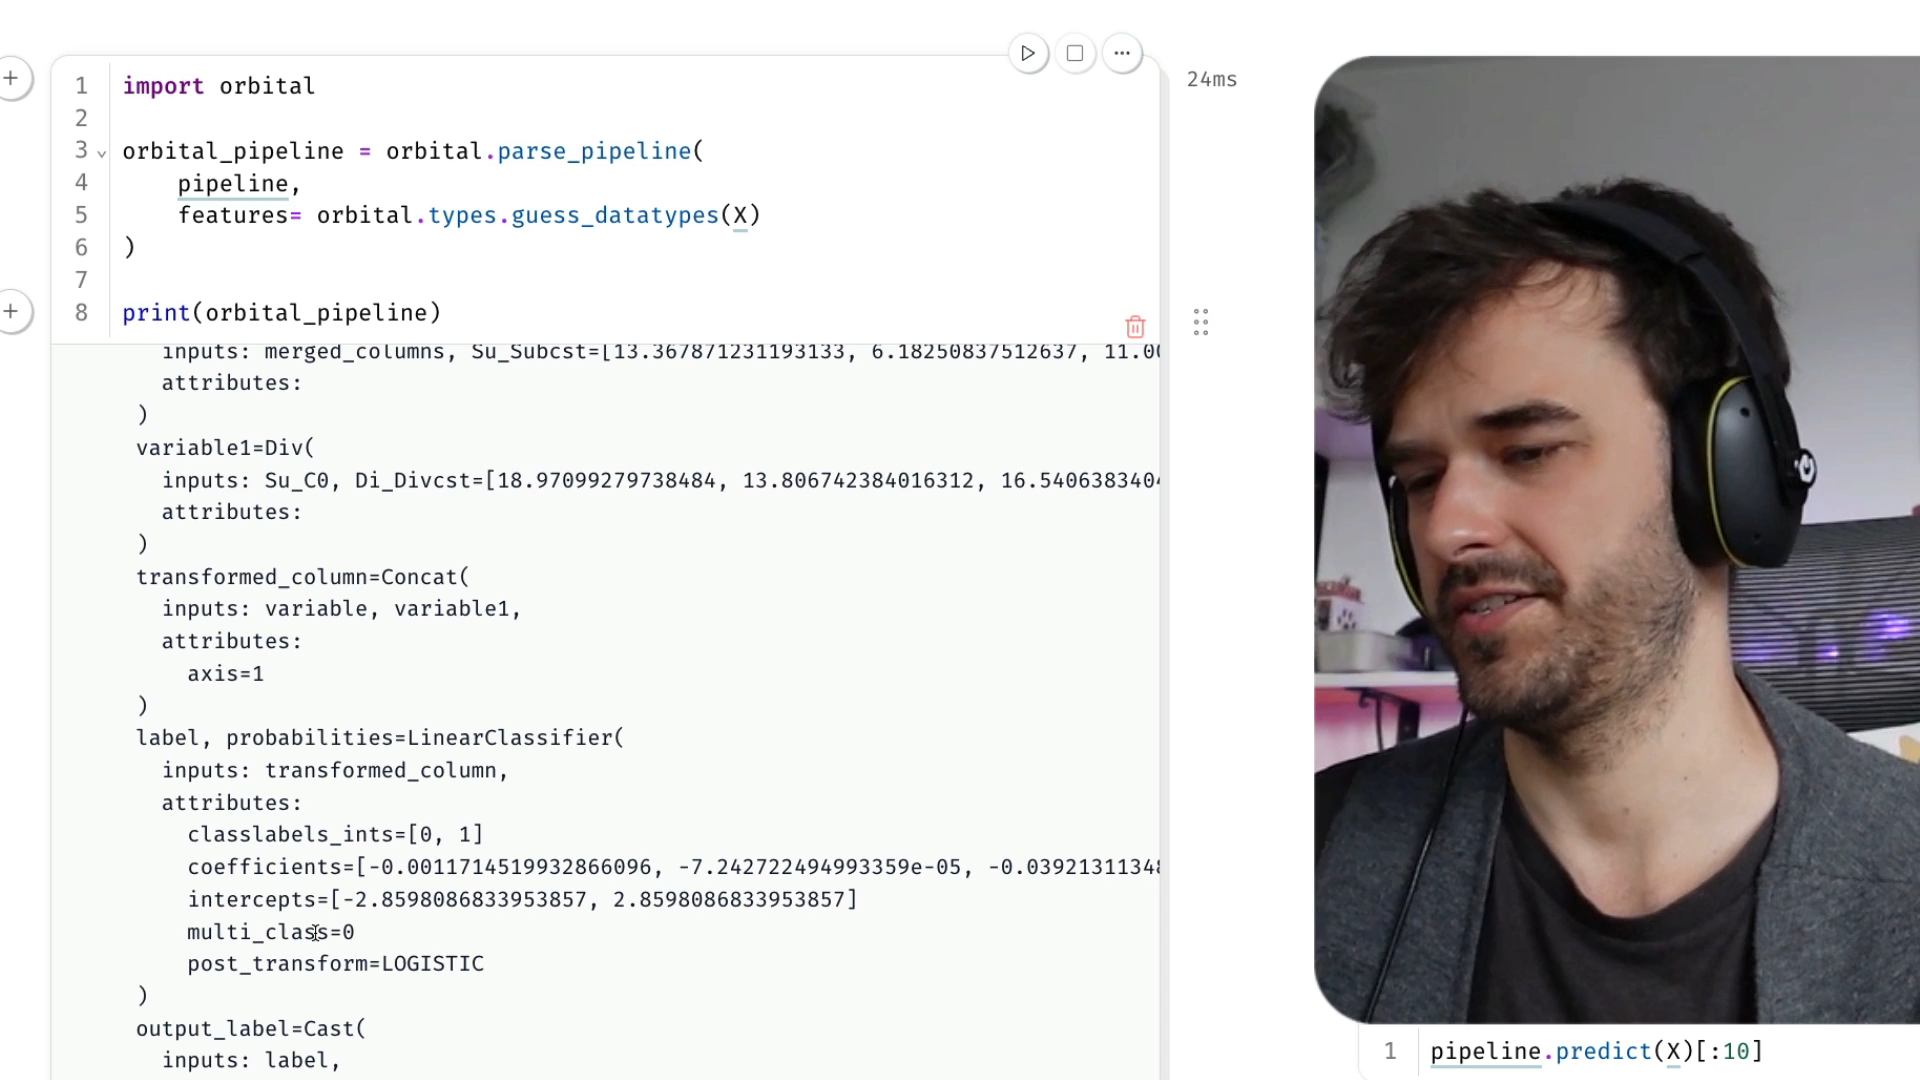 24ms
1 import orbital
2
3 orbital_pipeline = orbital.parse_pipeline(
4 pipeline,
5 features= orbital.types.guess_datatypes(X)
6 )
7
8 print(orbital_pipeline)
inputs: merged_columns, Su_Subcst=[13.367871231193133, 6.18250837512637, 11.00
attributes:
)
variable1=Div(
inputs: Su_C0, Di_Divcst=[18.97099279738484, 13.806742384016312, 16.5406383404
attributes:
)
transformed_column=Concat(
inputs: variable, variable1,
attributes:
axis=1
)
label, probabilities=LinearClassifier(
inputs: transformed_column,
attributes:
classlabels_ints=[0, 1]
coefficients=[-0.0011714519932866096, -7.242722494993359e-05, -0.0392131134
intercepts=[-2.8598086833953857, 2.8598086833953857]
multi_class=0
post_transform=LOGISTIC
)
output_label=Cast(
inputs: label,
1 pipeline.predict(X)[:10]